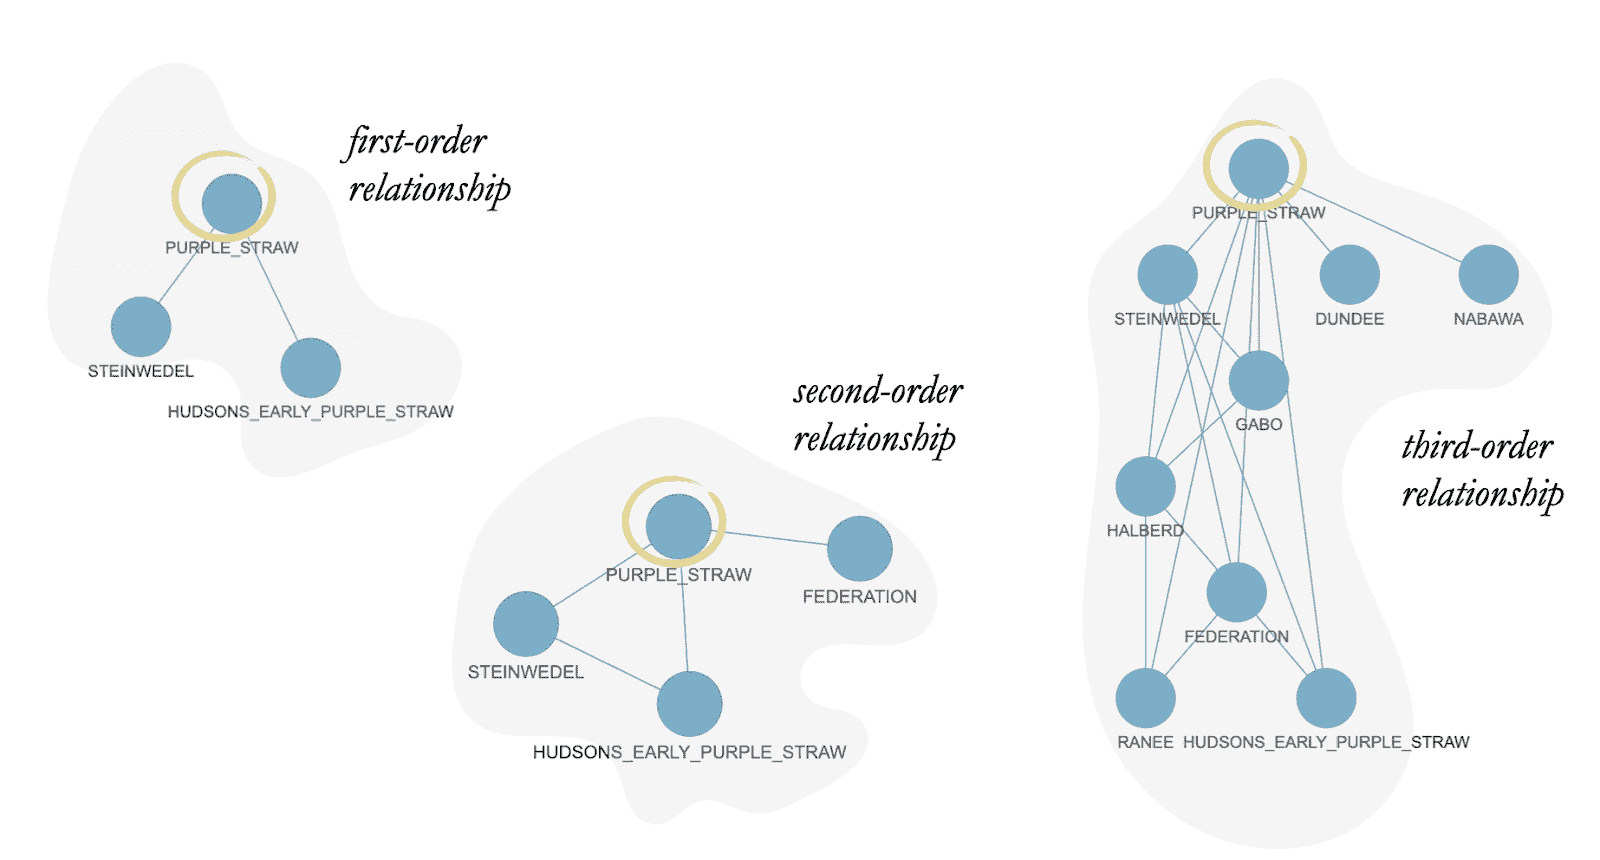 first-order
relationship
PURPLE_STRAW
STEINWEDEL
HUDSONS_EARLY_PURPLE_STRAW
second-order
relationship
PURPLE_STRAW
FEDERATION
STEINWEDEL
HUDSONS_EARLY_PURPLE_STRAW
third-order
relationship
PURPLE_STRAW
STEINWEDEL
DUNDEE
NABAWA
GABO
HALBERD
FEDERATION
RANEE
HUDSONS_EARLY_PURPLE_STRAW